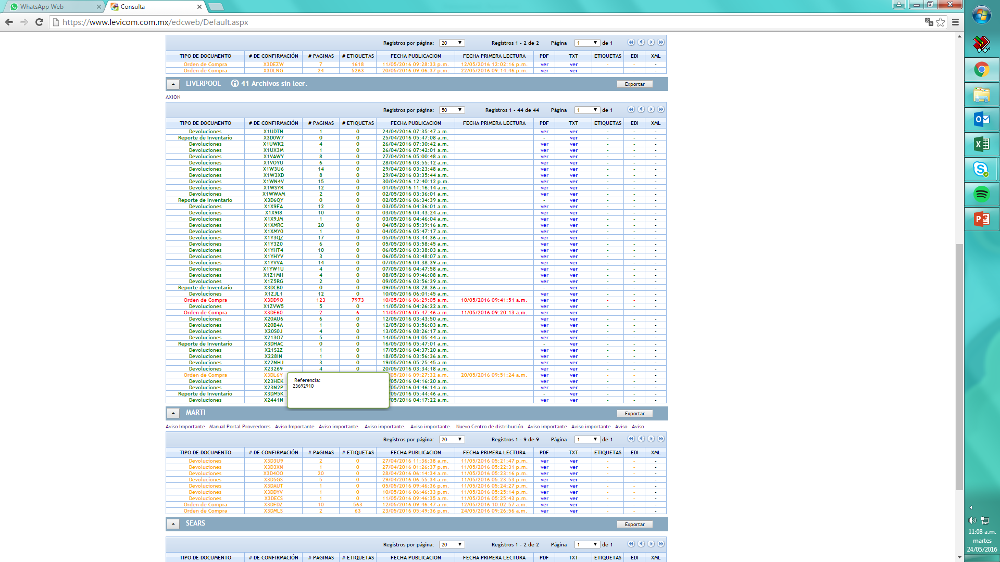 WhatsApp Web
Consulta
https://www.levicom.com.mx/edcweb/Default.aspx
Registros por página: 20 Registros 1 - 2 de 2 Página 1 de 1
TIPO DE DOCUMENTO # DE CONFIRMACIÓN # PAGINAS # ETIQUETAS FECHA PUBLICACION FECHA PRIMERA LECTURA PDF TXT ETIQUETAS EDI XML
Orden de Compra X3DEZW 7 1618 11/05/2016 09:28:33 p.m. 12/05/2016 12:02:16 p.m. ver ver - - -
Orden de Compra X3DLNG 24 5263 20/05/2016 09:06:37 p.m. 22/05/2016 09:14:46 p.m. ver ver - - -
LIVERPOOL 41 Archivos sin leer. Exportar
AXION
Registros por página: 50 Registros 1 - 44 de 44 Página 1 de 1
TIPO DE DOCUMENTO # DE CONFIRMACIÓN # PAGINAS # ETIQUETAS FECHA PUBLICACION FECHA PRIMERA LECTURA PDF TXT ETIQUETAS EDI XML
Devoluciones X1UDTN 1 0 24/04/2016 07:35:47 a.m. ver ver - - -
Reporte de Inventario X3D0W7 0 0 25/04/2016 05:47:08 a.m. - ver - - -
Devoluciones X1UWK2 4 0 26/04/2016 07:30:42 a.m. ver ver - - -
Devoluciones X1UX3M 1 0 26/04/2016 07:42:01 a.m. ver ver - - -
Devoluciones X1VAWY 8 0 27/04/2016 05:00:48 a.m. ver ver - - -
Devoluciones X1VOYU 6 0 28/04/2016 03:55:12 a.m. ver ver - - -
Devoluciones X1W3U6 14 0 29/04/2016 03:23:48 a.m. ver ver - - -
Devoluciones X1W3XD 8 0 29/04/2016 03:35:44 a.m. ver ver - - -
Devoluciones X1WN4V 15 0 30/04/2016 12:40:12 p.m. ver ver - - -
Devoluciones X1WSYR 12 0 01/05/2016 11:16:14 a.m. ver ver - - -
Devoluciones X1WWAM 2 0 02/05/2016 03:36:01 a.m. ver ver - - -
Reporte de Inventario X3D6QY 0 0 02/05/2016 06:34:39 a.m. - ver - - -
Devoluciones X1X9FA 12 0 03/05/2016 04:36:01 a.m. ver ver - - -
Devoluciones X1X9I8 10 0 03/05/2016 04:43:24 a.m. ver ver - - -
Devoluciones X1X9JM 1 0 03/05/2016 04:46:04 a.m. ver ver - - -
Devoluciones X1XMRC 20 0 04/05/2016 05:39:16 a.m. ver ver - - -
Devoluciones X1XMY0 1 0 04/05/2016 05:47:17 a.m. ver ver - - -
Devoluciones X1Y3QZ 17 0 05/05/2016 03:44:36 a.m. ver ver - - -
Devoluciones X1Y3Z0 6 0 05/05/2016 03:58:45 a.m. ver ver - - -
Devoluciones X1YHT4 10 0 06/05/2016 03:38:03 a.m. ver ver - - -
Devoluciones X1YHYV 3 0 06/05/2016 03:48:07 a.m. ver ver - - -
Devoluciones X1YVVA 14 0 07/05/2016 04:38:39 a.m. ver ver - - -
Devoluciones X1YW1U 4 0 07/05/2016 04:47:58 a.m. ver ver - - -
Devoluciones X1Z1MH 4 0 08/05/2016 09:46:08 a.m. ver ver - - -
Devoluciones X1Z5RG 2 0 09/05/2016 03:56:39 a.m. ver ver - - -
Reporte de Inventario X3DCB0 0 0 09/05/2016 08:28:36 a.m. - ver - - -
Devoluciones X1ZJL1 12 0 10/05/2016 06:01:45 a.m. ver ver - - -
Orden de Compra X3DD9O 123 7973 10/05/2016 06:29:05 a.m. 10/05/2016 09:41:51 a.m. ver ver - - -
Devoluciones X1ZVW5 5 0 11/05/2016 04:26:22 a.m. ver ver - - -
Orden de Compra X3DE60 2 6 11/05/2016 05:47:46 a.m. 11/05/2016 09:20:13 a.m. ver ver - - -
Devoluciones X20AU6 6 0 12/05/2016 03:43:50 a.m. ver ver - - -
Devoluciones X20B4A 1 0 12/05/2016 03:56:03 a.m. ver ver - - -
Devoluciones X20S0J 4 0 13/05/2016 08:26:17 a.m. ver ver - - -
Devoluciones X213O7 5 0 14/05/2016 04:05:44 a.m. ver ver - - -
Reporte de Inventario X3DHAC 0 0 16/05/2016 05:47:01 a.m. - ver - - -
Devoluciones X21S2Z 1 0 17/05/2016 04:37:20 a.m. ver ver - - -
Devoluciones X228IN 1 0 18/05/2016 03:56:36 a.m. ver ver - - -
Devoluciones X22NHJ 3 0 19/05/2016 05:25:45 a.m. ver ver - - -
Devoluciones X23269 4 0 20/05/2016 03:34:18 a.m. ver ver - - -
Orden de Compra X3DL6Y /05/2016 09:27:32 a.m. 20/05/2016 09:51:24 a.m. ver ver - - -
Devoluciones X23HEK /05/2016 04:16:20 a.m. ver ver - - -
Devoluciones X23N2P /05/2016 04:46:14 a.m. ver ver - - -
Reporte de Inventario X3DM5K /05/2016 05:44:46 a.m. - ver - - -
Devoluciones X2441N /05/2016 04:17:22 a.m. ver ver - - -
Referencia:
23692910
MARTI Exportar
Aviso Importante Manual Portal Proveedores Aviso Importante Aviso importante. Aviso importante. Aviso importante. Nuevo Centro de distribución Aviso importante Aviso importante Aviso Aviso
Registros por página: 20 Registros 1 - 9 de 9 Página 1 de 1
TIPO DE DOCUMENTO # DE CONFIRMACIÓN # PAGINAS # ETIQUETAS FECHA PUBLICACION FECHA PRIMERA LECTURA PDF TXT ETIQUETAS EDI XML
Devoluciones X3D3U9 2 0 27/04/2016 11:36:38 a.m. 11/05/2016 05:21:47 p.m. ver ver - - -
Devoluciones X3D3XN 1 0 27/04/2016 01:26:37 p.m. 11/05/2016 05:22:31 p.m. ver ver - - -
Devoluciones X3D4OO 20 0 28/04/2016 06:14:34 a.m. 11/05/2016 05:23:16 p.m. ver ver - - -
Devoluciones X3D5GS 5 0 29/04/2016 06:55:34 a.m. 11/05/2016 05:23:53 p.m. ver ver - - -
Devoluciones X3DAUT 1 0 05/05/2016 09:46:36 p.m. 11/05/2016 05:24:27 p.m. ver ver - - -
Devoluciones X3DDYV 1 0 10/05/2016 06:46:33 p.m. 11/05/2016 05:25:14 p.m. ver ver - - -
Devoluciones X3DECS 1 0 11/05/2016 09:46:35 a.m. 11/05/2016 05:25:43 p.m. ver ver - - -
Orden de Compra X3DFDZ 10 563 12/05/2016 09:46:47 a.m. 12/05/2016 10:02:57 a.m. ver ver - - -
Orden de Compra X3DMLS 2 63 23/05/2016 05:49:36 p.m. 24/05/2016 09:26:56 a.m. ver ver - - -
SEARS Exportar
Registros por página: 20 Registros 1 - 2 de 2 Página 1 de 1
TIPO DE DOCUMENTO # DE CONFIRMACIÓN # PAGINAS # ETIQUETAS FECHA PUBLICACION FECHA PRIMERA LECTURA PDF TXT ETIQUETAS EDI XML
11:08 a.m.
martes
24/05/2016